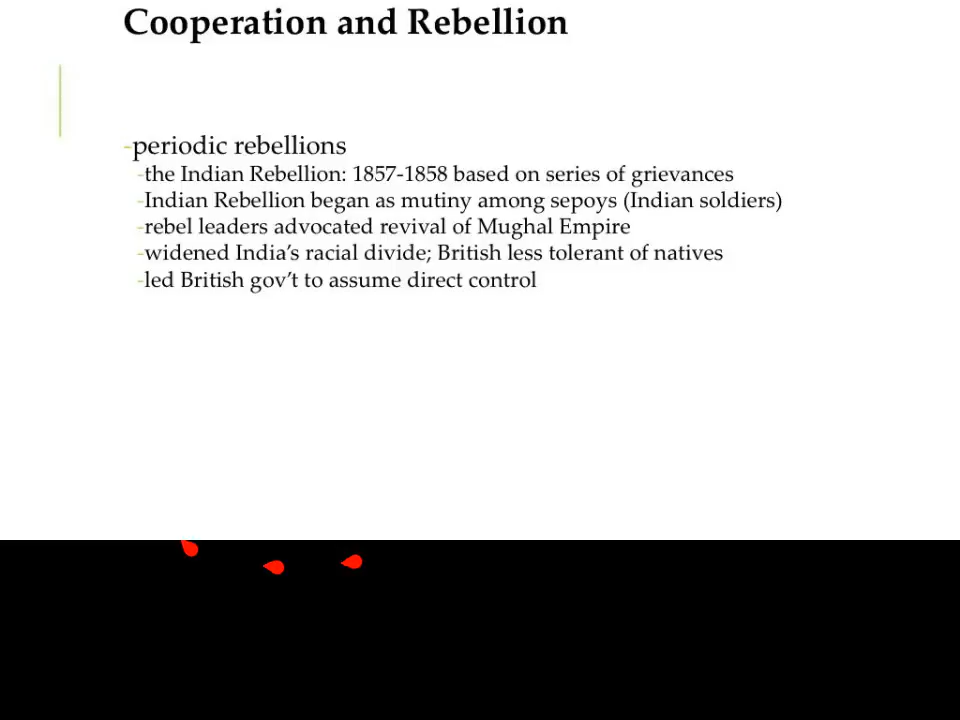 Cooperation and Rebellion
-periodic rebellions
-the Indian Rebellion: 1857-1858 based on series of grievances
-Indian Rebellion began as mutiny among sepoys (Indian soldiers)
-rebel leaders advocated revival of Mughal Empire
-widened India’s racial divide; British less tolerant of natives
-led British gov’t to assume direct control